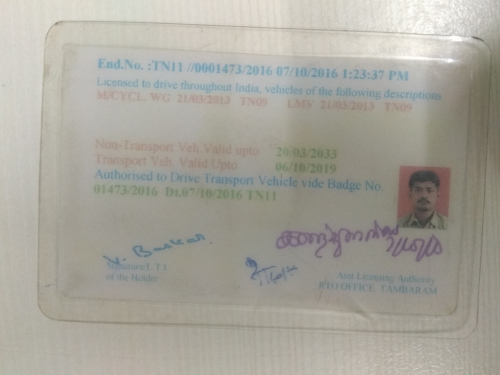 End.No. :TN11 //0001473/2016 07/10/2016 1:23:37 PM
Licensed to drive throughout India, vehicles of the following descriptions
M/CYCL. WG 21/03/2013 TN09 LMV 21/03/2013 TN09
Non-Transport Veh.Valid upto 20/03/2033
Transport Veh. Valid Upto 06/10/2019
Authorised to Drive Transport Vehicle vide Badge No.
01473/2016 Dt.07/10/2016 TN11
Signature/L T I
of the Holder
Asst Licensing Authority
RTO OFFICE, TAMBARAM